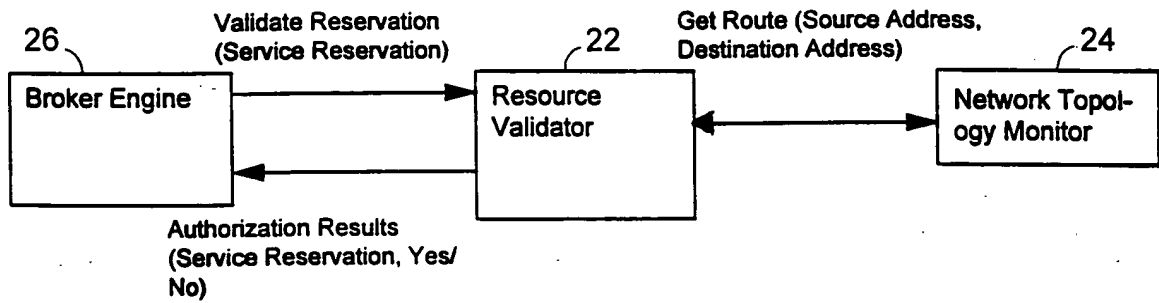 26
Validate Reservation
(Service Reservation)
22
Get Route (Source Address,
Destination Address)
24
Broker Engine
Resource
Validator
Network Topol-
ogy Monitor
Authorization Results
(Service Reservation, Yes/
No)